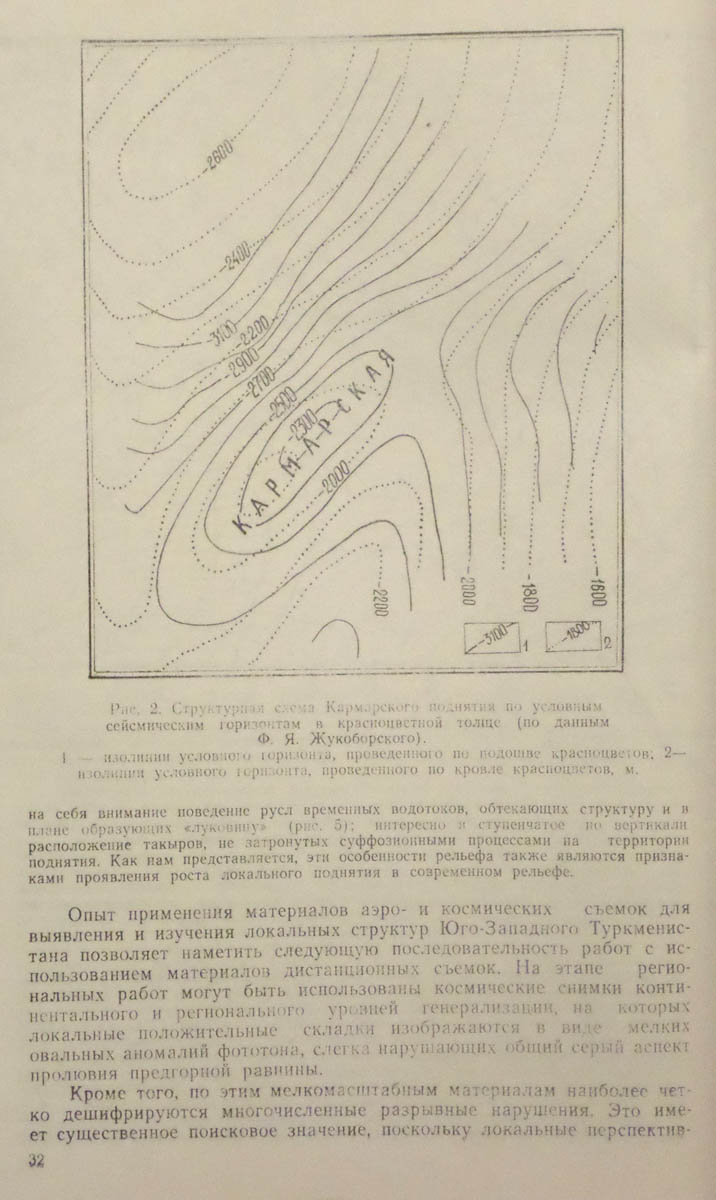 -2600
-2400
-3100
-2200
-2900
-2700
-2500
-2300
КАРМАРСКАЯ
-2000
-2200
-2000
-1800
-1600
-3100
1
-1800
2
Рис. 2. Структурная схема Кармарского поднятия по условным
сейсмическим горизонтам в красноцветной толще (по данным
Ф. Я. Жукоборского).
1 — изолинии условного горизонта, проведенного по подошве красноцветов; 2—
изолинии условного горизонта, проведенного по кровле красноцветов, м.
на себя внимание поведение русл временных водотоков, обтекающих структуру и в
плане образующих «луковицу» (рис. 5); интересно и ступенчатое по вертикали
расположение такыров, не затронутых суффозионными процессами на территории
поднятия. Как нам представляется, эти особенности рельефа также являются призна-
ками проявления роста локального поднятия в современном рельефе.
Опыт применения материалов аэро- и космических съемок для
выявления и изучения локальных структур Юго-Западного Туркменис-
тана позволяет наметить следующую последовательность работ с ис-
пользованием материалов дистанционных съемок. На этапе регио-
нальных работ могут быть использованы космические снимки конти-
нентального и регионального уровней генерализации, на которых
локальные положительные складки изображаются в виде мелких
овальных аномалий фототона, слегка нарушающих общий серый аспект
пролювия предгорной равнины.
Кроме того, по этим мелкомасштабным материалам наиболее чет-
ко дешифрируются многочисленные разрывные нарушения. Это име-
ет существенное поисковое значение, поскольку локальные перспектив-
32